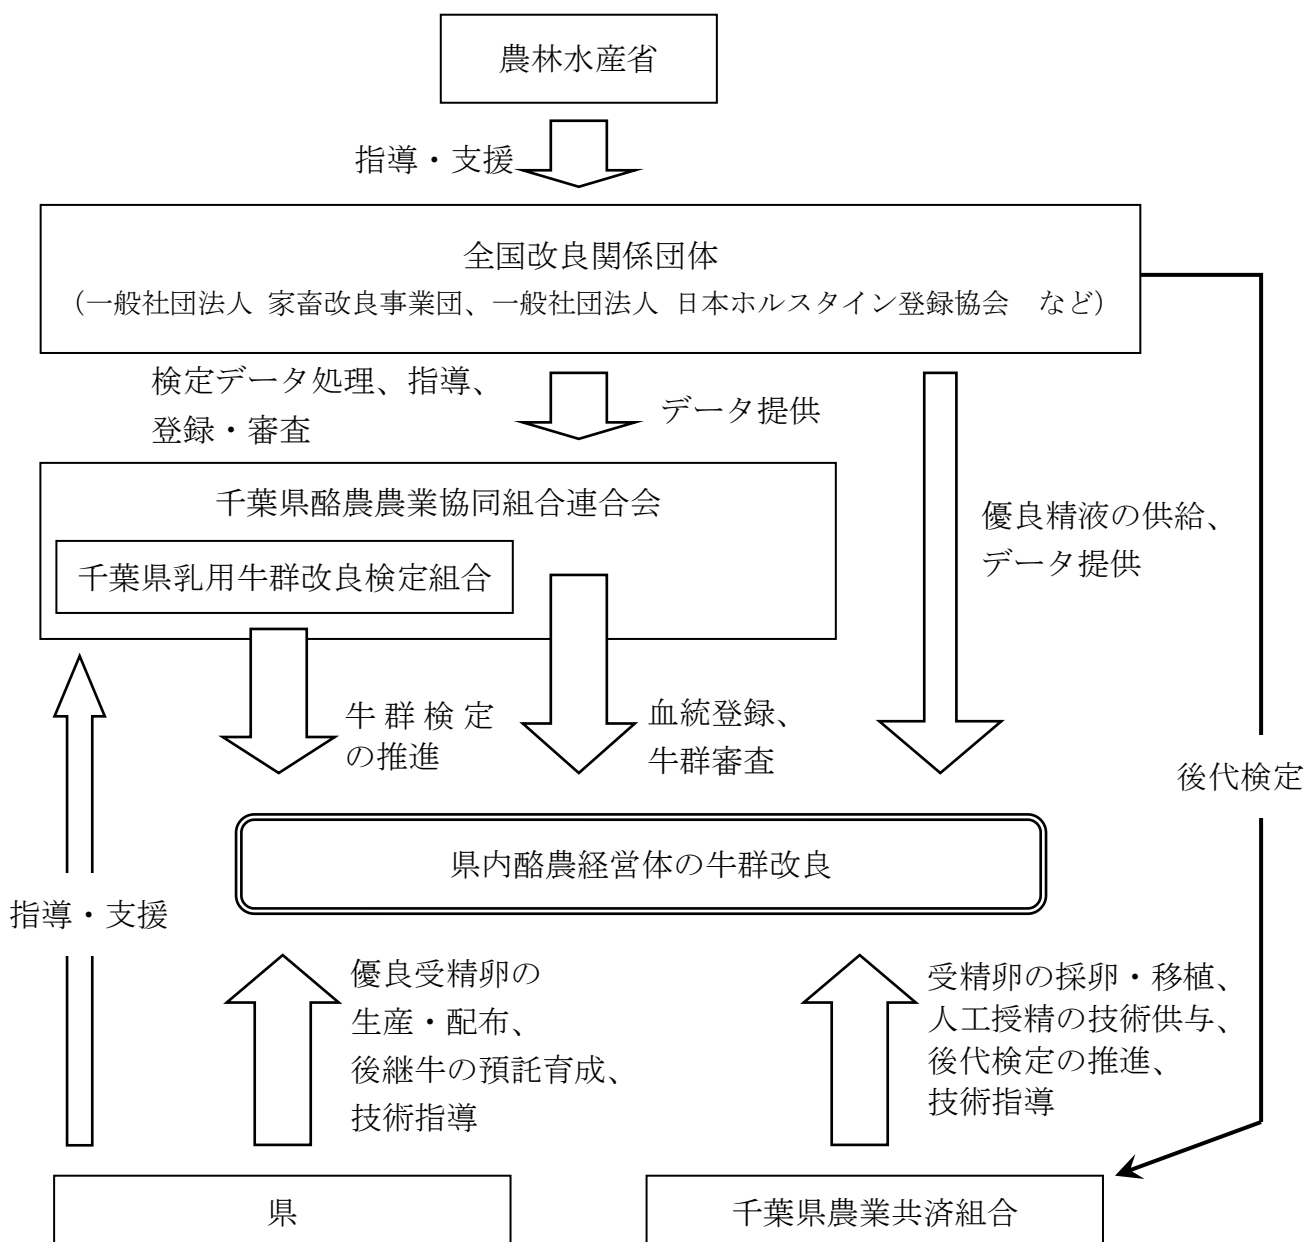 農林水産省
指導・支援
全国改良関係団体
（一般社団法人 家畜改良事業団、一般社団法人 日本ホルスタイン登録協会　など）
検定データ処理、指導、
登録・審査
データ提供
千葉県酪農農業協同組合連合会
千葉県乳用牛群改良検定組合
優良精液の供給、
データ提供
牛群検定
の推進
血統登録、
牛群審査
後代検定
県内酪農経営体の牛群改良
指導・支援
優良受精卵の
生産・配布、
後継牛の預託育成、
技術指導
受精卵の採卵・移植、
人工授精の技術供与、
後代検定の推進、
技術指導
県
千葉県農業共済組合